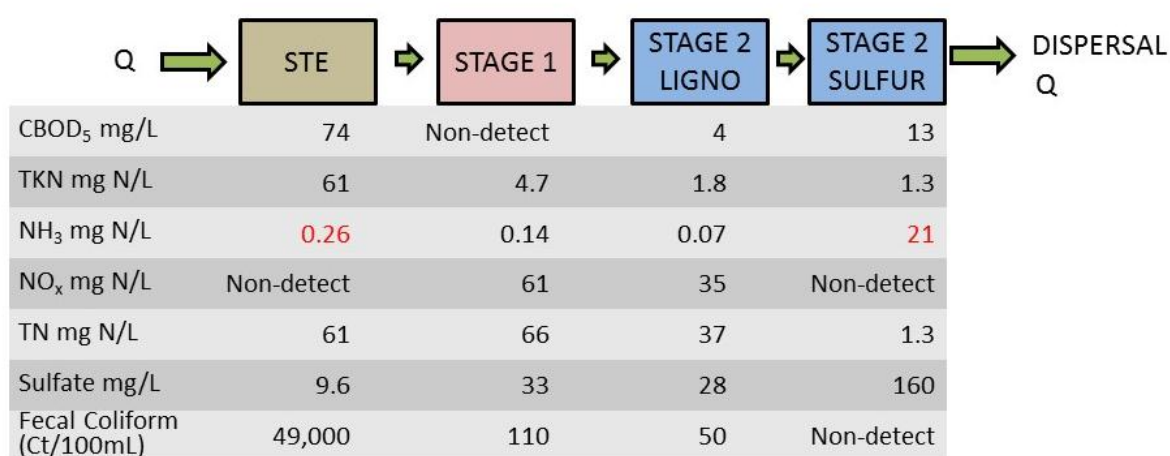 Q STE STAGE 1 STAGE 2 LIGNO STAGE 2 SULFUR DISPERSAL Q
CBOD₅ mg/L 74 Non-detect 4 13
TKN mg N/L 61 4.7 1.8 1.3
NH₃ mg N/L 0.26 0.14 0.07 21
NOₓ mg N/L Non-detect 61 35 Non-detect
TN mg N/L 61 66 37 1.3
Sulfate mg/L 9.6 33 28 160
Fecal Coliform
(Ct/100mL) 49,000 110 50 Non-detect